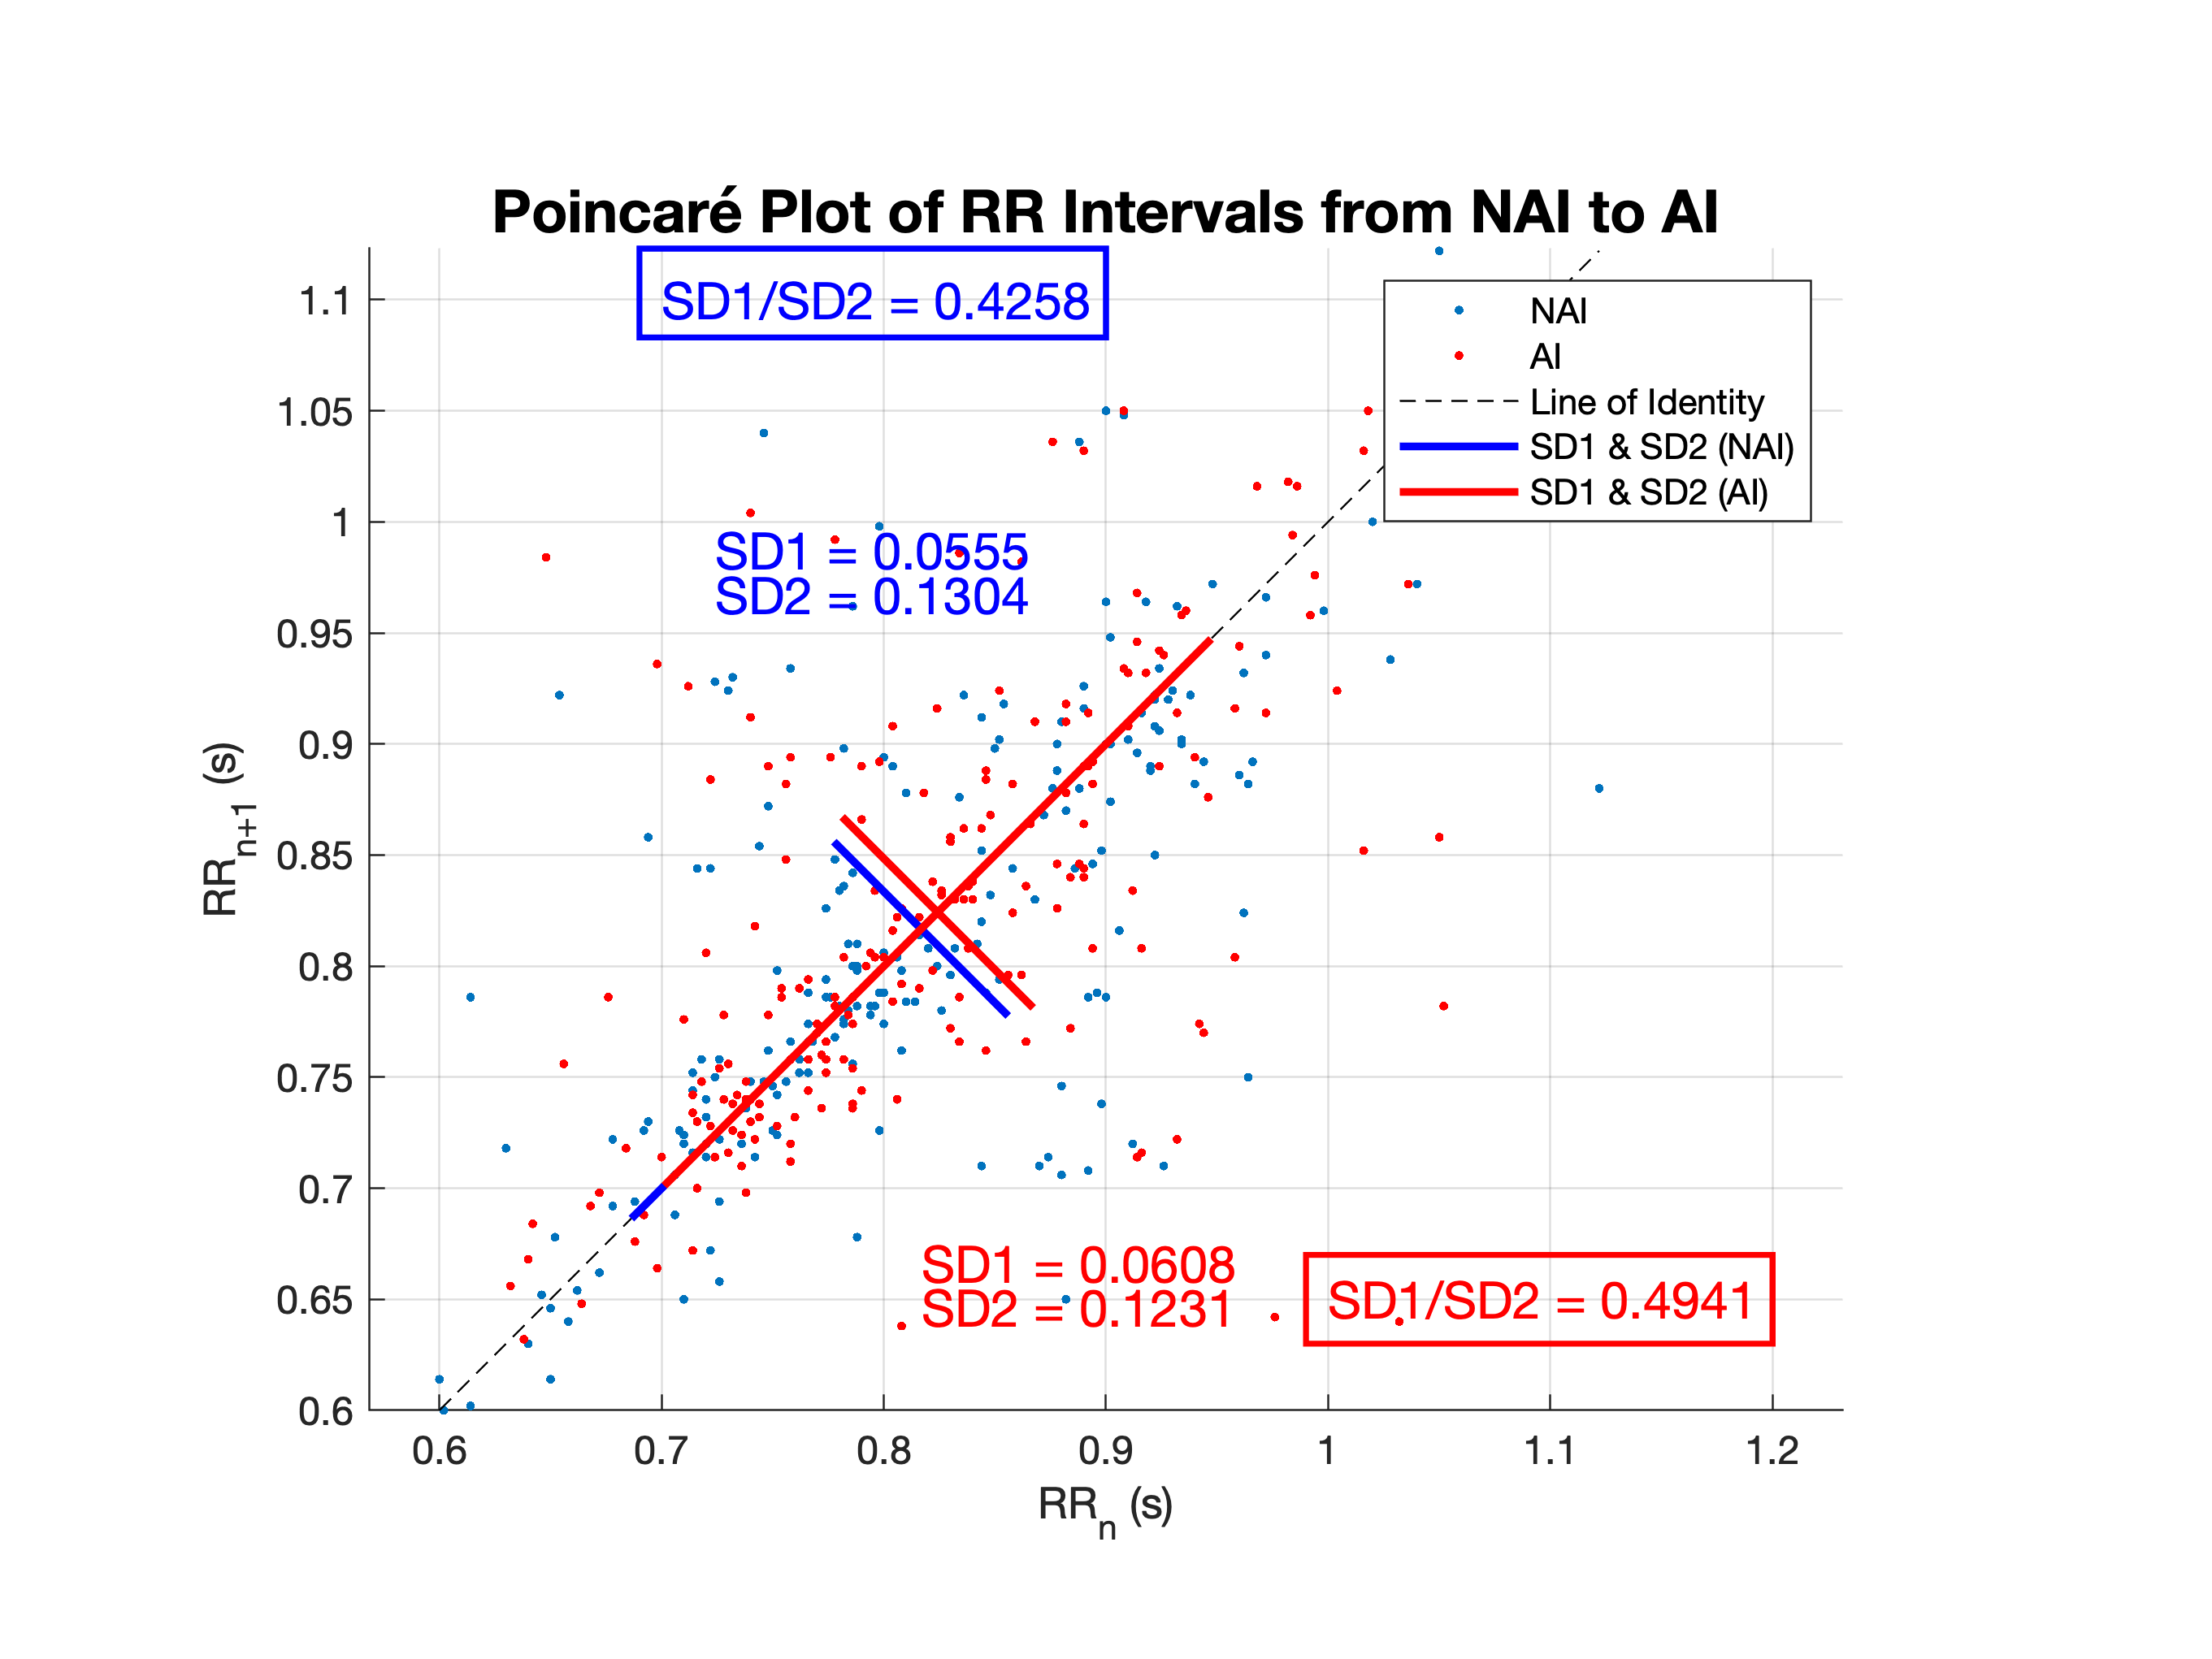 Poincaré Plot of RR Intervals from NAI to AI
SD1/SD2 = 0.4258
NAI
AI
Line of Identity
SD1 & SD2 (NAI)
SD1 & SD2 (AI)
SD1 = 0.0555
SD2 = 0.1304
SD1 = 0.0608
SD2 = 0.1231
SD1/SD2 = 0.4941
1.1
1.05
1
0.95
0.9
0.85
0.8
0.75
0.7
0.65
0.6
RRn+1 (s)
0.6 0.7 0.8 0.9 1 1.1 1.2
RRn (s)